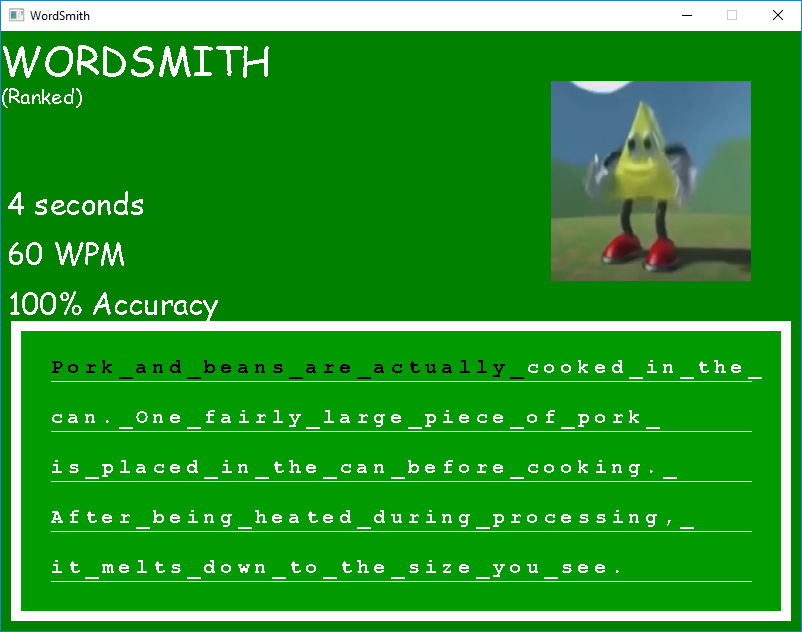 WordSmith
WORDSMITH
(Ranked)
4 seconds
60 WPM
100% Accuracy
Pork_and_beans_are_actually_cooked_in_the_
can._One_fairly_large_piece_of_pork_
is_placed_in_the_can_before_cooking._
After_being_heated_during_processing,_
it_melts_down_to_the_size_you_see.